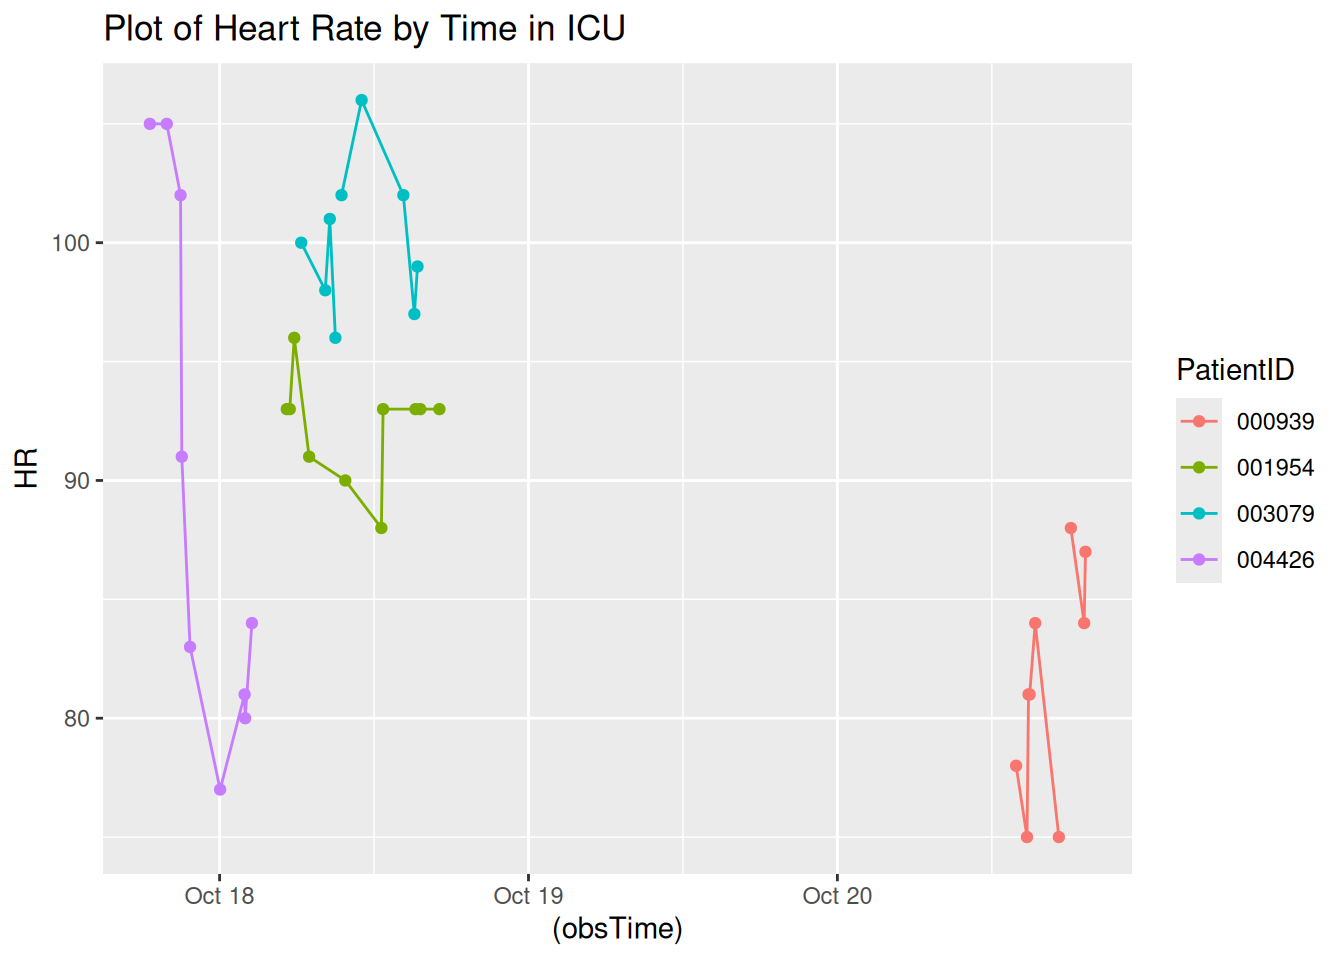 Plot of Heart Rate by Time in ICU
HR
100
90
80
Oct 18
Oct 19
Oct 20
(obsTime)
PatientID
000939
001954
003079
004426